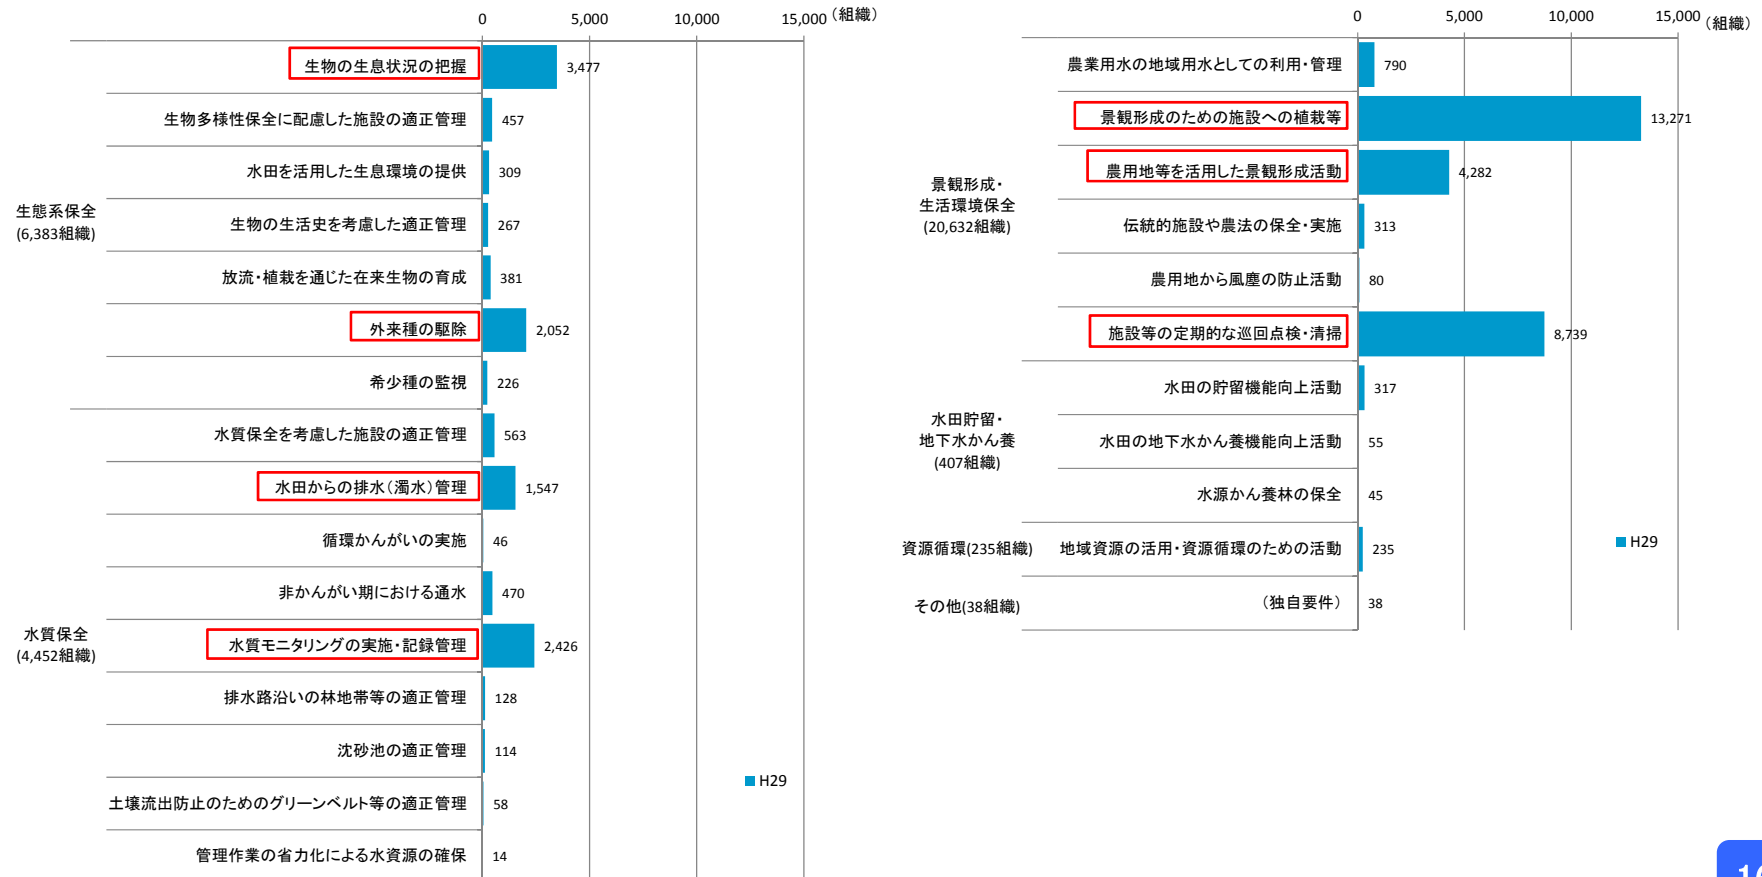 0 5,000 10,000 15,000 (組織)
生態系保全
(6,383組織)
生物の生息状況の把握 3,477
生物多様性保全に配慮した施設の適正管理 457
水田を活用した生息環境の提供 309
生物の生活史を考慮した適正管理 267
放流・植栽を通じた在来生物の育成 381
外来種の駆除 2,052
希少種の監視 226
水質保全
(4,452組織)
水質保全を考慮した施設の適正管理 563
水田からの排水(濁水)管理 1,547
循環かんがいの実施 46
非かんがい期における通水 470
水質モニタリングの実施・記録管理 2,426
排水路沿いの林地帯等の適正管理 128
沈砂池の適正管理 114
土壌流出防止のためのグリーンベルト等の適正管理 58
管理作業の省力化による水資源の確保 14
■ H29
0 5,000 10,000 15,000 (組織)
景観形成・
生活環境保全
(20,632組織)
農業用水の地域用水としての利用・管理 790
景観形成のための施設への植栽等 13,271
農用地等を活用した景観形成活動 4,282
伝統的施設や農法の保全・実施 313
農用地から風塵の防止活動 80
施設等の定期的な巡回点検・清掃 8,739
水田貯留・
地下水かん養
(407組織)
水田の貯留機能向上活動 317
水田の地下水かん養機能向上活動 55
水源かん養林の保全 45
資源循環(235組織) 地域資源の活用・資源循環のための活動 235
その他(38組織) (独自要件) 38
■ H29